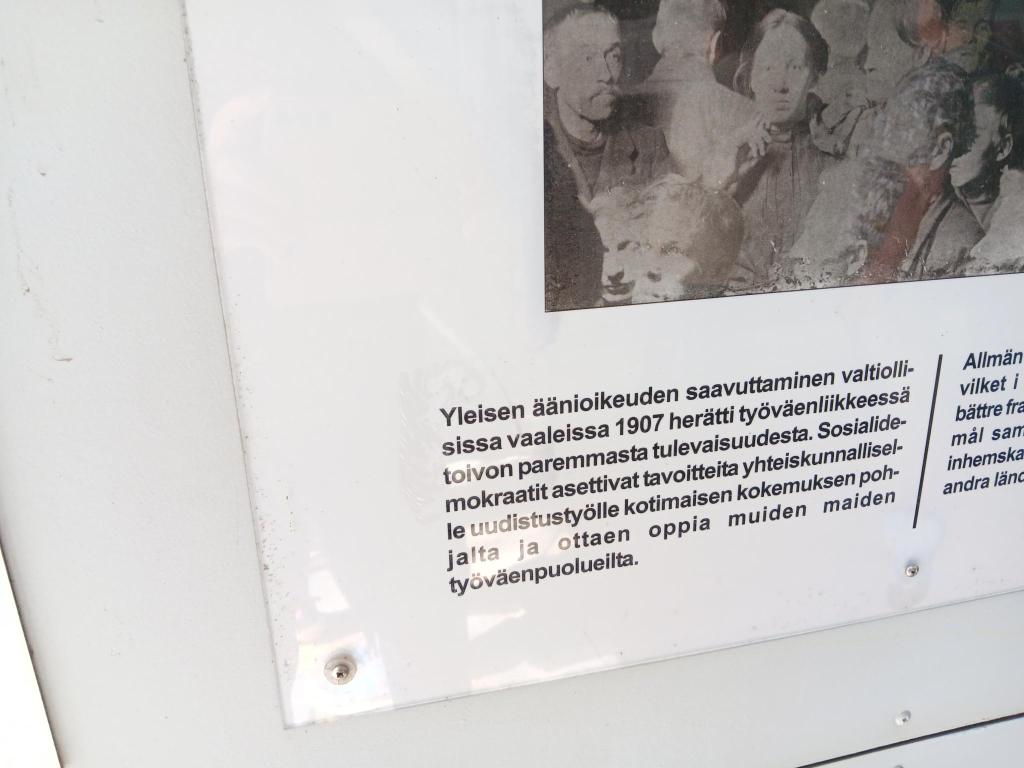 Yleisen äänioikeuden saavuttaminen valtiolli-
sissa vaaleissa 1907 herätti työväenliikkeessä
toivon paremmasta tulevaisuudesta. Sosialide-
mokraatit asettivat tavoitteita yhteiskunnallisel-
le uudistustyölle kotimaisen kokemuksen poh-
jalta ja ottaen oppia muiden maiden
työväenpuolueilta.
Allmän
vilket i
bättre fra
mål sam
inhemska
andra länd